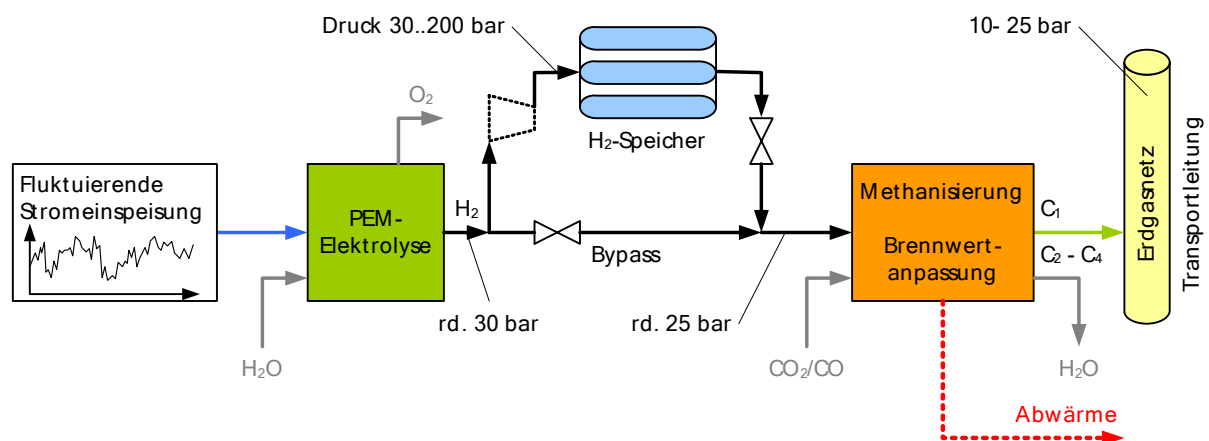 Druck 30..200 bar
10- 25 bar
O₂
H₂-Speicher
Fluktuierende
Stromeinspeisung
PEM-
Elektrolyse
H₂
Bypass
Methanisierung
Brennwert-
anpassung
C₁
C₂ - C₄
Erdgasnetz
Transportleitung
rd. 30 bar
rd. 25 bar
H₂O
CO₂/CO
H₂O
Abwärme